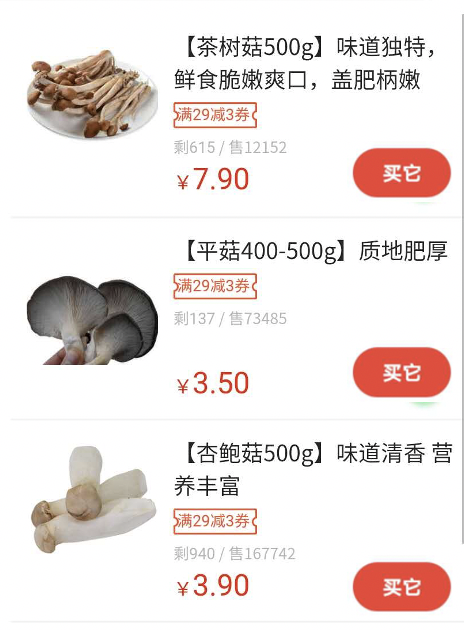 【茶树菇500g】味道独特，
鲜食脆嫩爽口，盖肥柄嫩
满29减3券
剩615 / 售12152
¥7.90
买它
【平菇400-500g】质地肥厚
满29减3券
剩137 / 售73485
¥3.50
买它
【杏鲍菇500g】味道清香 营
养丰富
满29减3券
剩940 / 售167742
¥3.90
买它